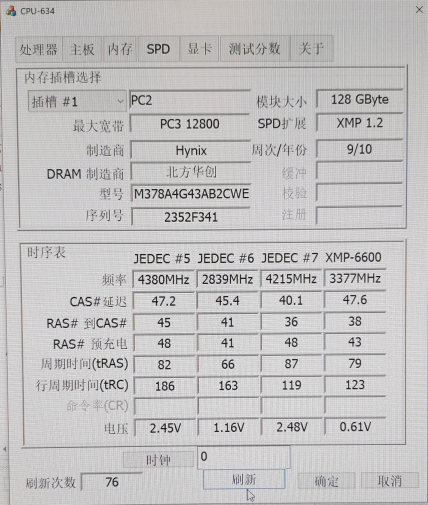 CPU-634
处理器 主板 内存 SPD 显卡 测试分数 关于
内存插槽选择
插槽 #1 PC2 模块大小 128 GByte
最大宽带 PC3 12800 SPD扩展 XMP 1.2
制造商 Hynix 周次/年份 9/10
DRAM 制造商 北方华创 缓冲
型号 M378A4G43AB2CWE 校验
序列号 2352F341 注册
时序表
JEDEC #5 JEDEC #6 JEDEC #7 XMP-6600
频率 4380MHz 2839MHz 4215MHz 3377MHz
CAS#延迟 47.2 45.4 40.1 47.6
RAS# 到CAS# 45 41 36 38
RAS# 预充电 48 41 48 43
周期时间(tRAS) 82 66 87 79
行周期时间(tRC) 186 163 119 123
命令率(CR)
电压 2.45V 1.16V 2.48V 0.61V
时钟 0
刷新次数 76 刷新 确定 取消